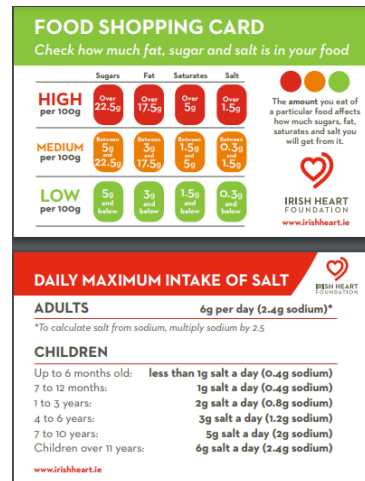 FOOD SHOPPING CARD
Check how much fat, sugar and salt is in your food
Sugars Fat Saturates Salt
HIGH
per 100g
Over
22.5g
Over
17.5g
Over
5g
Over
1.5g
MEDIUM
per 100g
Between
5g
and
22.5g
Between
3g
and
17.5g
Between
1.5g
and
5g
Between
0.3g
and
1.5g
LOW
per 100g
5g
and
below
3g
and
below
1.5g
and
below
0.3g
and
below
The amount you eat of
a particular food affects
how much sugars, fat,
saturates and salt you
will get from it.
IRISH HEART
FOUNDATION
www.irishheart.ie
DAILY MAXIMUM INTAKE OF SALT
IRISH HEART
FOUNDATION
ADULTS 6g per day (2.4g sodium)*
*To calculate salt from sodium, multiply sodium by 2.5
CHILDREN
Up to 6 months old: less than 1g salt a day (0.4g sodium)
7 to 12 months: 1g salt a day (0.4g sodium)
1 to 3 years: 2g salt a day (0.8g sodium)
4 to 6 years: 3g salt a day (1.2g sodium)
7 to 10 years: 5g salt a day (2g sodium)
Children over 11 years: 6g salt a day (2.4g sodium)
www.irishheart.ie